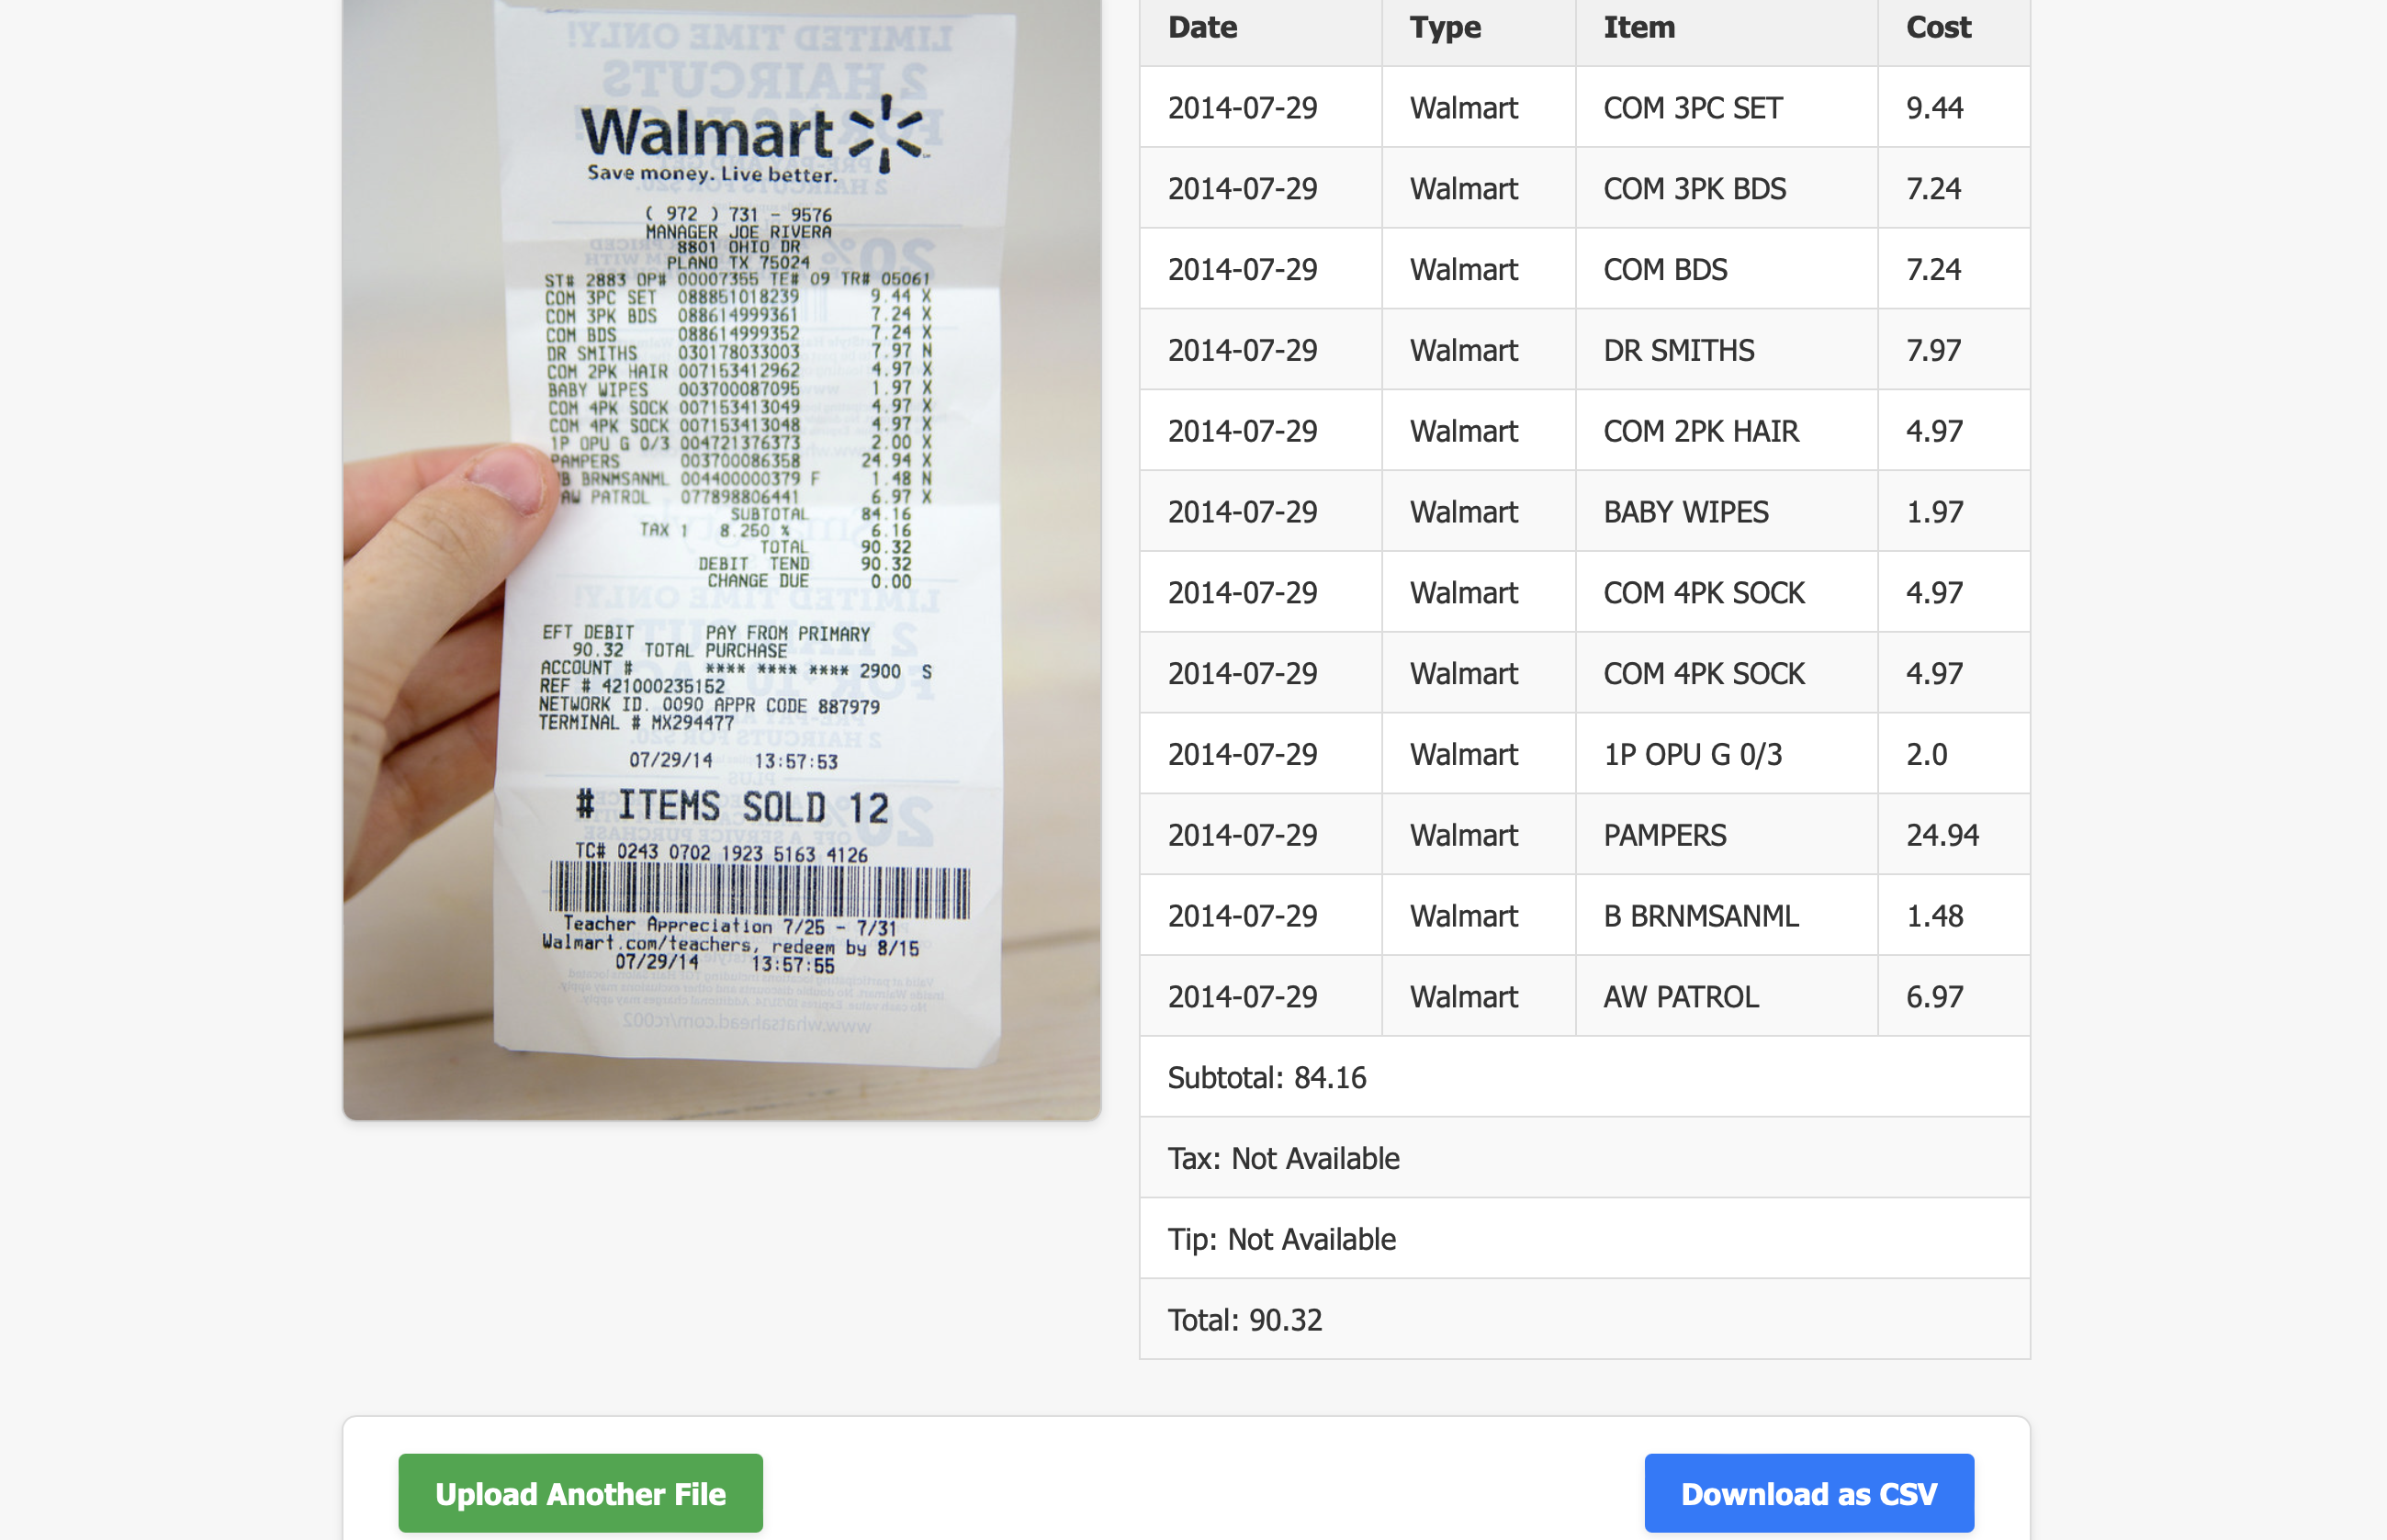 Walmart
Save money. Live better.
( 972 ) 731 - 9576
MANAGER JOE RIVERA
8801 OHIO DR
PLANO TX 75024
ST# 2883 OP# 00007355 TE# 09 TR# 05061
COM 3PC SET 088851018239 9.44 X
COM 3PK BDS 088614999361 7.24 X
COM BDS 088614999352 7.24 X
DR SMITHS 030178033003 7.97 N
COM 2PK HAIR 007153412962 4.97 X
BABY WIPES 003700087095 1.97 X
COM 4PK SOCK 007153413049 4.97 X
COM 4PK SOCK 007153413048 4.97 X
1P OPU G 0/3 004721376373 2.00 X
PAMPERS 003700086358 24.94 X
B BRNMSANML 004400000379 F 1.48 N
AW PATROL 077898806441 6.97 X
SUBTOTAL 84.16
TAX 1 8.250 % 6.16
TOTAL 90.32
DEBIT TEND 90.32
CHANGE DUE 0.00
EFT DEBIT PAY FROM PRIMARY
90.32 TOTAL PURCHASE
ACCOUNT # **** **** **** 2900 S
REF # 421000235152
NETWORK ID. 0090 APPR CODE 887979
TERMINAL # MX294477
07/29/14 13:57:53
# ITEMS SOLD 12
TC# 0243 0702 1923 5163 4126
Teacher Appreciation 7/25 - 7/31
Walmart.com/teachers, redeem by 8/15
07/29/14 13:57:55
Date Type Item Cost
2014-07-29 Walmart COM 3PC SET 9.44
2014-07-29 Walmart COM 3PK BDS 7.24
2014-07-29 Walmart COM BDS 7.24
2014-07-29 Walmart DR SMITHS 7.97
2014-07-29 Walmart COM 2PK HAIR 4.97
2014-07-29 Walmart BABY WIPES 1.97
2014-07-29 Walmart COM 4PK SOCK 4.97
2014-07-29 Walmart COM 4PK SOCK 4.97
2014-07-29 Walmart 1P OPU G 0/3 2.0
2014-07-29 Walmart PAMPERS 24.94
2014-07-29 Walmart B BRNMSANML 1.48
2014-07-29 Walmart AW PATROL 6.97
Subtotal: 84.16
Tax: Not Available
Tip: Not Available
Total: 90.32
Upload Another File
Download as CSV